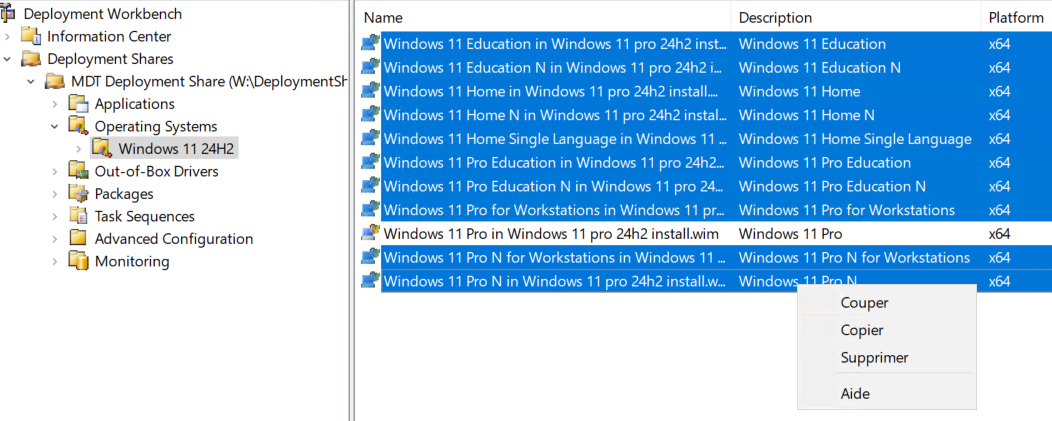 Deployment Workbench
Information Center
Deployment Shares
MDT Deployment Share (W:\DeploymentSh
Applications
Operating Systems
Windows 11 24H2
Out-of-Box Drivers
Packages
Task Sequences
Advanced Configuration
Monitoring
Name Description Platform
Windows 11 Education in Windows 11 pro 24h2 inst... Windows 11 Education x64
Windows 11 Education N in Windows 11 pro 24h2 i... Windows 11 Education N x64
Windows 11 Home in Windows 11 pro 24h2 install.... Windows 11 Home x64
Windows 11 Home N in Windows 11 pro 24h2 instal... Windows 11 Home N x64
Windows 11 Home Single Language in Windows 11 ... Windows 11 Home Single Language x64
Windows 11 Pro Education in Windows 11 pro 24h2... Windows 11 Pro Education x64
Windows 11 Pro Education N in Windows 11 pro 24... Windows 11 Pro Education N x64
Windows 11 Pro for Workstations in Windows 11 pr... Windows 11 Pro for Workstations x64
Windows 11 Pro in Windows 11 pro 24h2 install.wim Windows 11 Pro x64
Windows 11 Pro N for Workstations in Windows 11 ... Windows 11 Pro N for Workstations x64
Windows 11 Pro N in Windows 11 pro 24h2 install.w... Windows 11 Pro N x64
Couper
Copier
Supprimer
Aide